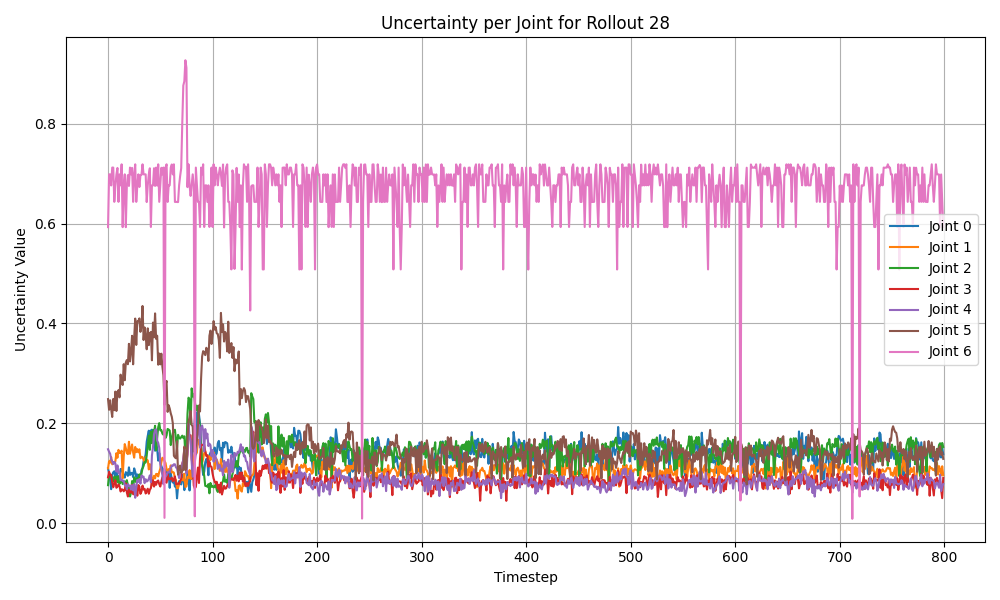 Uncertainty per Joint for Rollout 28
Uncertainty Value
0.8
0.6
0.4
0.2
0.0
Joint 0
Joint 1
Joint 2
Joint 3
Joint 4
Joint 5
Joint 6
0 100 200 300 400 500 600 700 800
Timestep